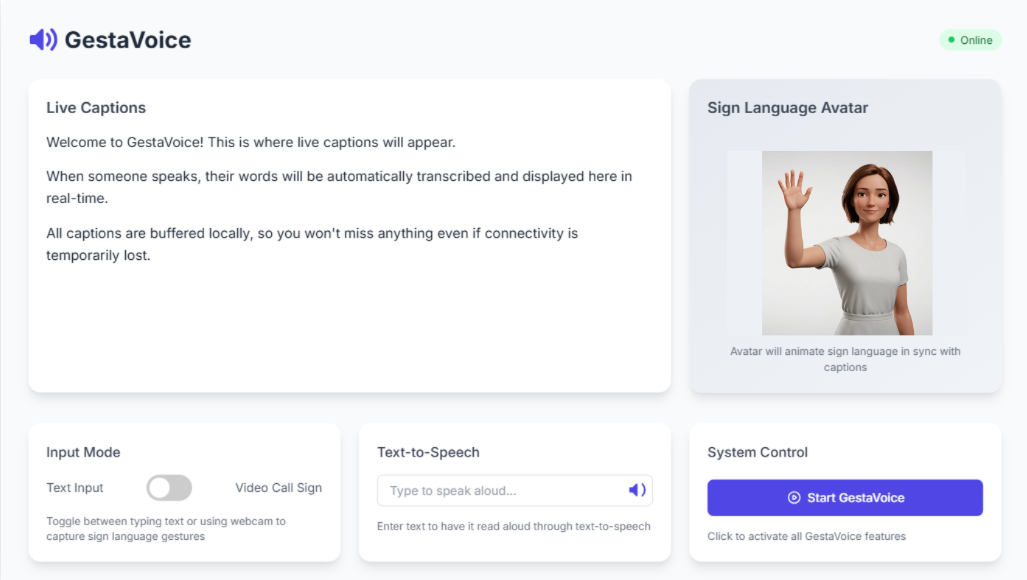 GestaVoice
Online
Live Captions
Welcome to GestaVoice! This is where live captions will appear.
When someone speaks, their words will be automatically transcribed and displayed here in
real-time.
All captions are buffered locally, so you won't miss anything even if connectivity is
temporarily lost.
Sign Language Avatar
Avatar will animate sign language in sync with
captions
Input Mode
Text Input
Video Call Sign
Toggle between typing text or using webcam to
capture sign language gestures
Text-to-Speech
Type to speak aloud...
Enter text to have it read aloud through text-to-speech
System Control
Start GestaVoice
Click to activate all GestaVoice features